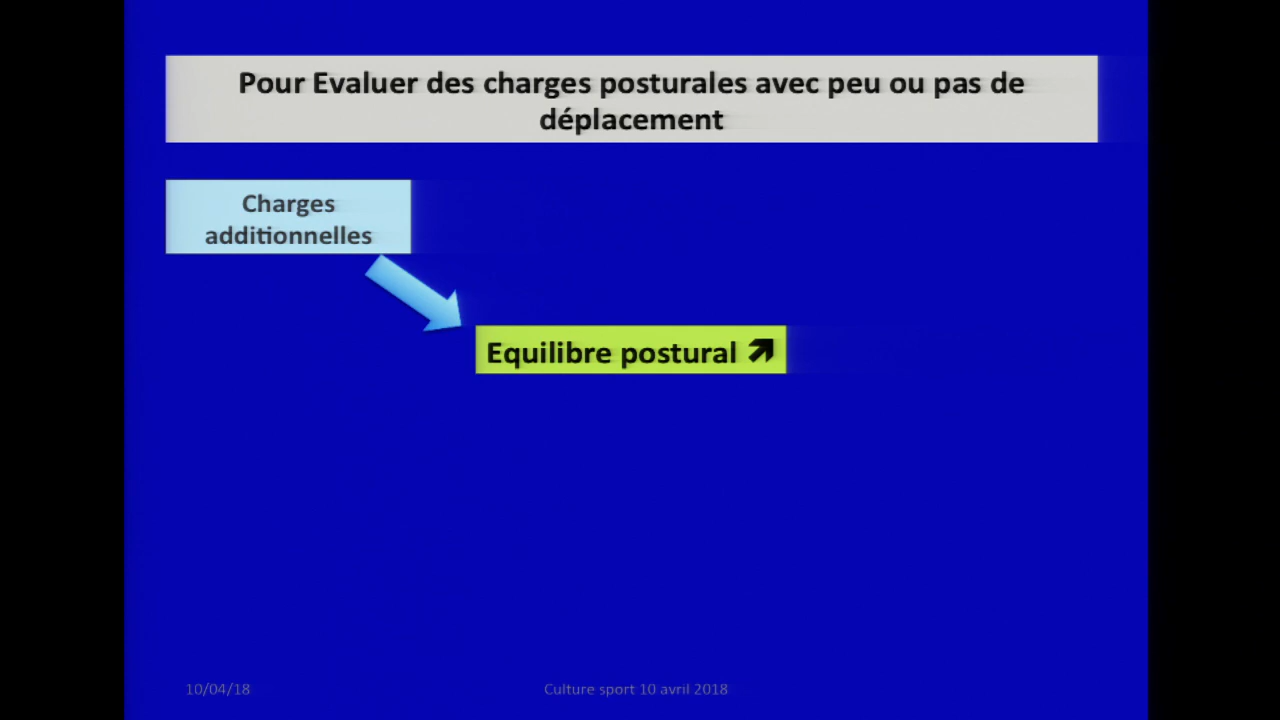 Pour Evaluer des charges posturales avec peu ou pas de
déplacement
Charges
additionnelles
Equilibre postural ↗
10/04/18
Culture sport 10 avril 2018